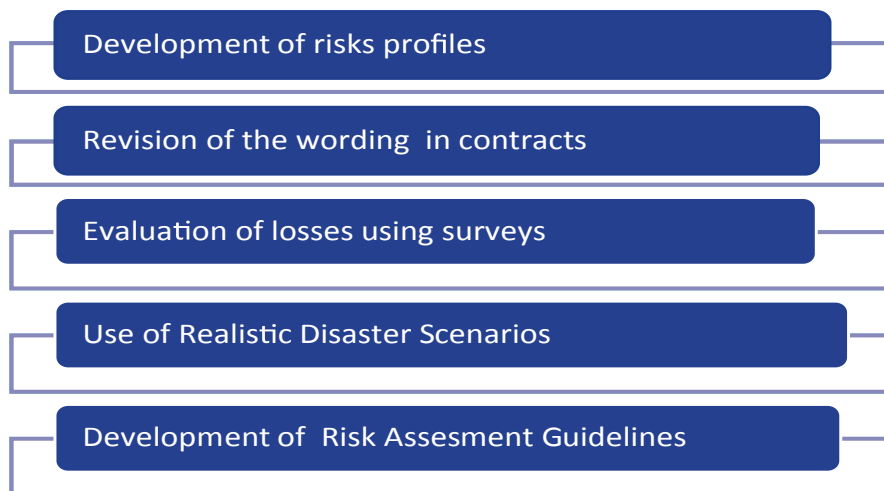 Development of risks profiles
Revision of the wording in contracts
Evaluation of losses using surveys
Use of Realistic Disaster Scenarios
Development of Risk Assesment Guidelines